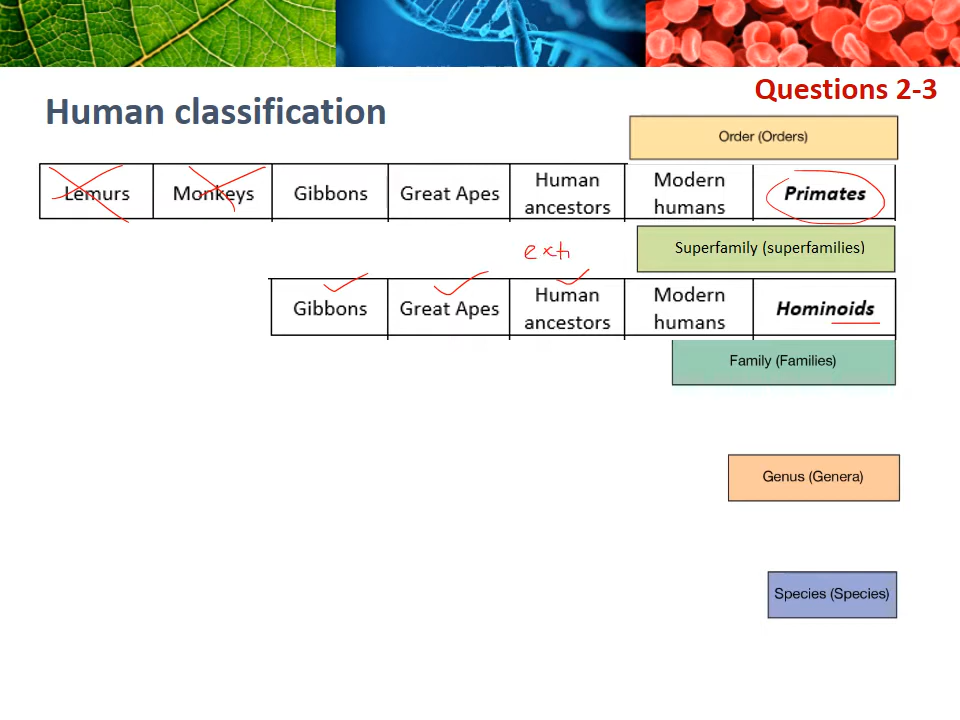 Questions 2-3
Human classification
Order (Orders)
Lemurs Monkeys Gibbons Great Apes Human ancestors Modern humans Primates
Superfamily (superfamilies)
exti
Gibbons Great Apes Human ancestors Modern humans Hominoids
Family (Families)
Genus (Genera)
Species (Species)